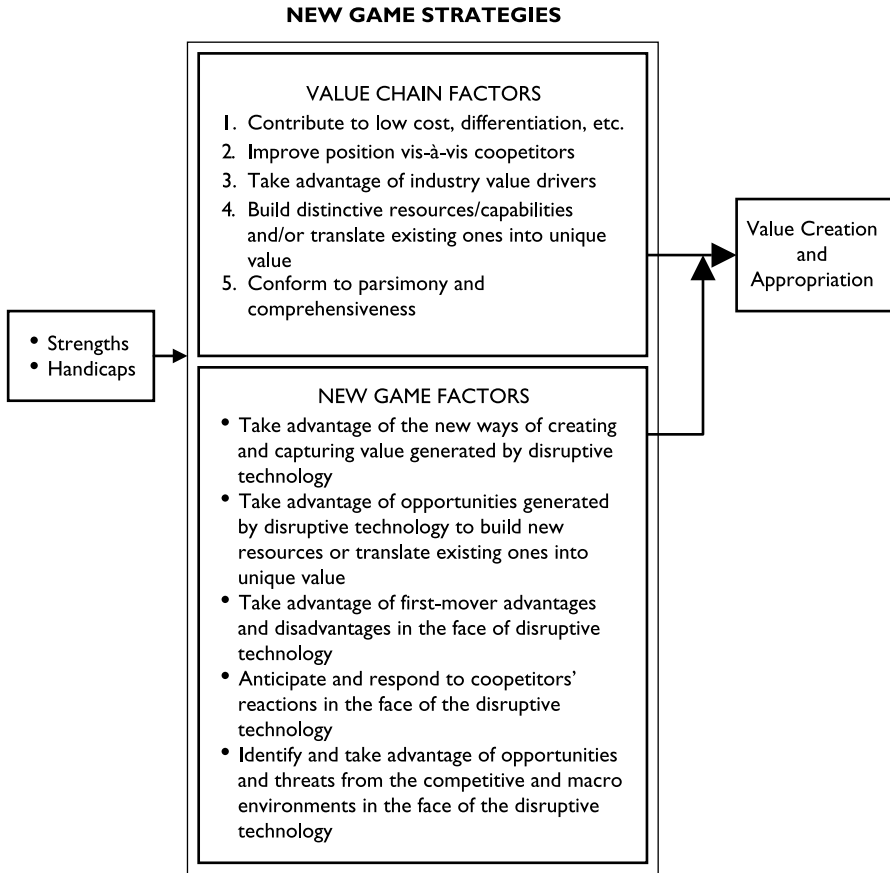 NEW GAME STRATEGIES
VALUE CHAIN FACTORS
1. Contribute to low cost, differentiation, etc.
2. Improve position vis-à-vis coopetitors
3. Take advantage of industry value drivers
4. Build distinctive resources/capabilities
and/or translate existing ones into unique
value
5. Conform to parsimony and
comprehensiveness
• Strengths
• Handicaps
NEW GAME FACTORS
• Take advantage of the new ways of creating
and capturing value generated by disruptive
technology
• Take advantage of opportunities generated
by disruptive technology to build new
resources or translate existing ones into
unique value
• Take advantage of first-mover advantages
and disadvantages in the face of disruptive
technology
• Anticipate and respond to coopetitors’
reactions in the face of the disruptive
technology
• Identify and take advantage of opportunities
and threats from the competitive and macro
environments in the face of the disruptive
technology
Value Creation
and
Appropriation